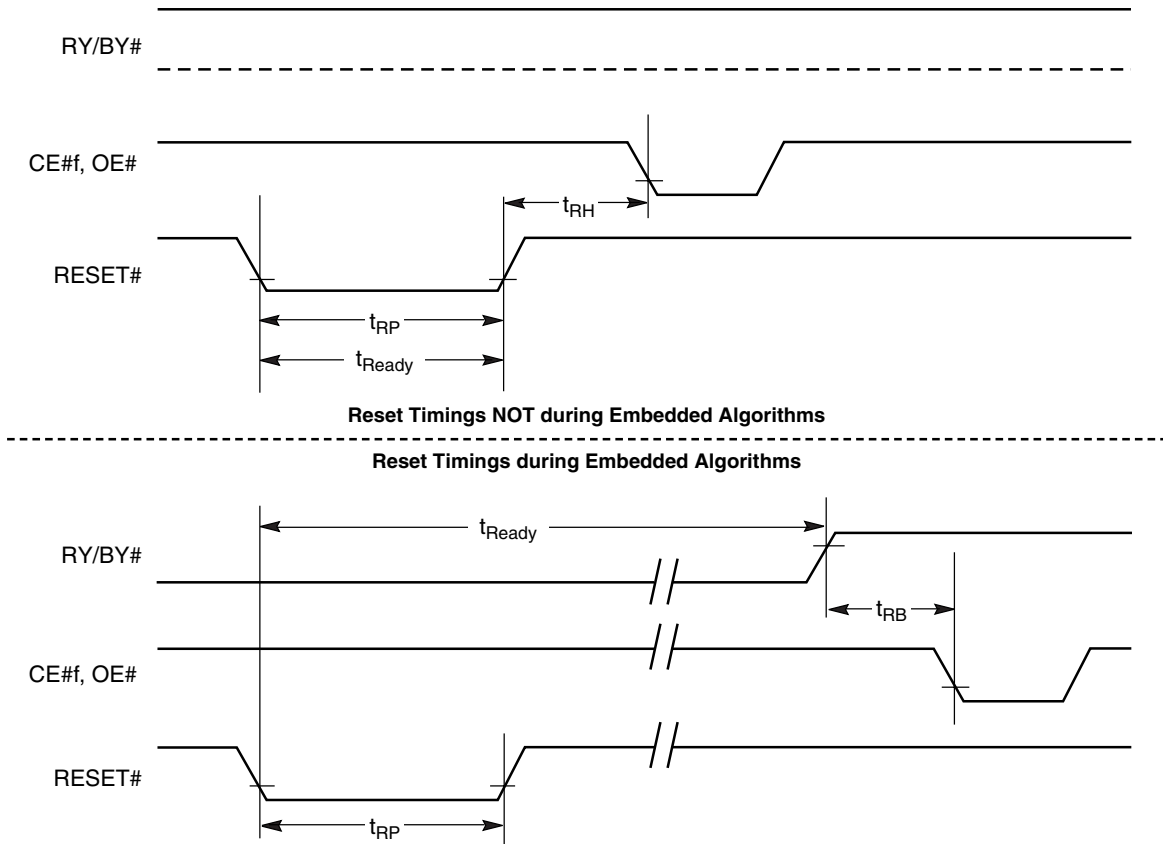 RY/BY#
CE#f, OE#
tRH
RESET#
tRP
tReady
Reset Timings NOT during Embedded Algorithms
Reset Timings during Embedded Algorithms
tReady
RY/BY#
tRB
CE#f, OE#
RESET#
tRP